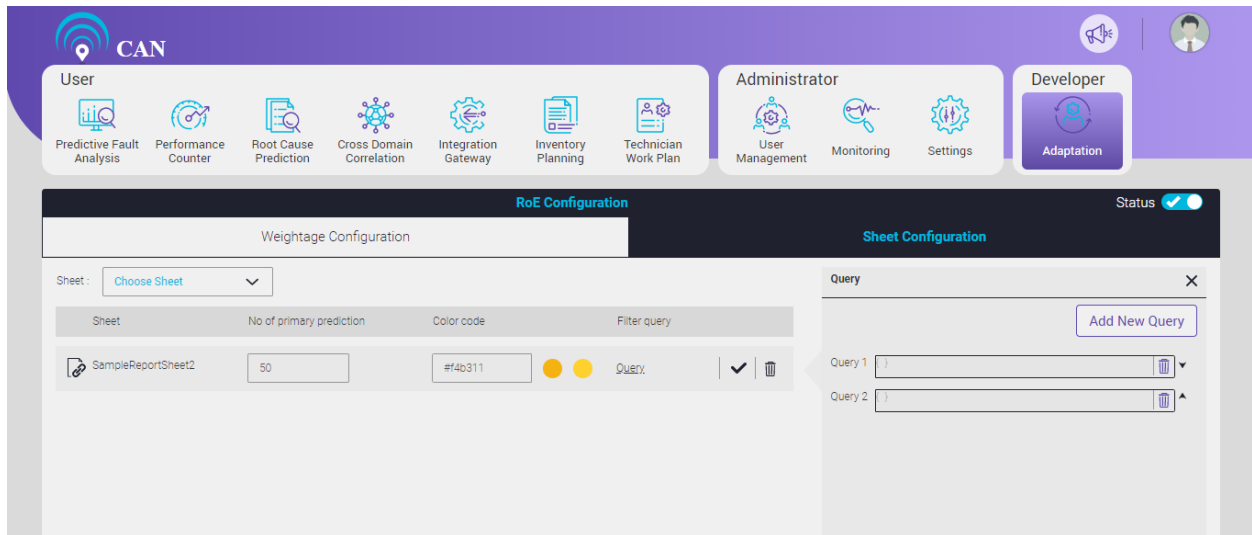 CAN
User
Administrator
Developer
Predictive Fault
Analysis
Performance
Counter
Root Cause
Prediction
Cross Domain
Correlation
Integration
Gateway
Inventory
Planning
Technician
Work Plan
User
Management
Monitoring
Settings
Adaptation
RoE Configuration
Status
Weightage Configuration
Sheet Configuration
Sheet :
Choose Sheet
Query
Add New Query
Sheet
No of primary prediction
Color code
Filter query
SampleReportSheet2
50
#f4b311
Query
Query 1
{ }
Query 2
{ }